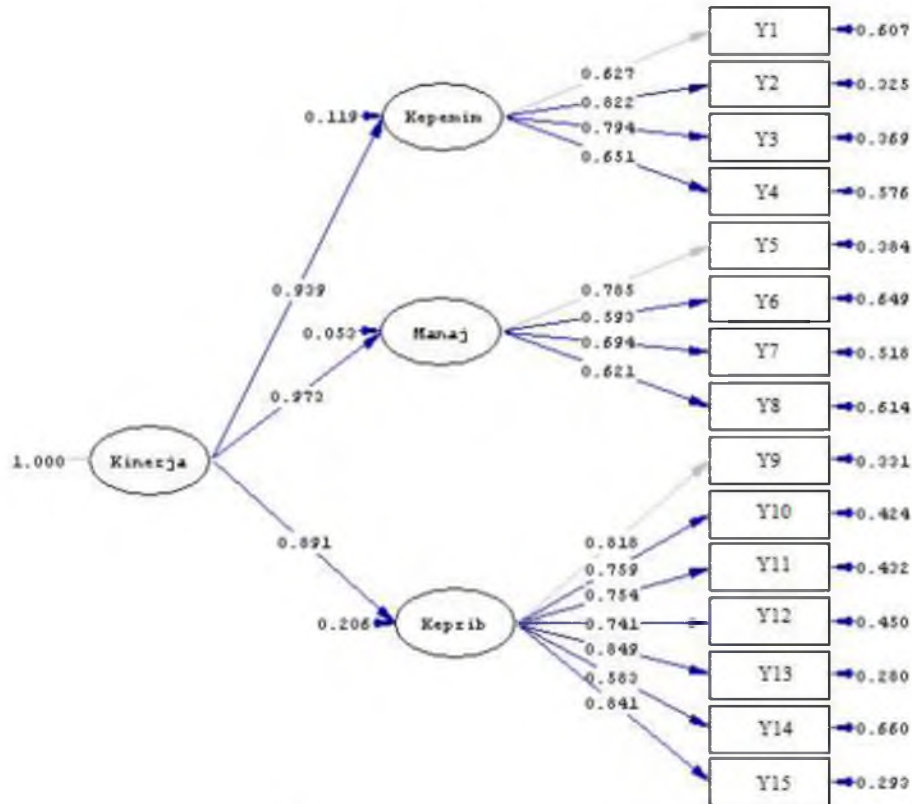 Y1 0.607
0.627
Y2 0.325
0.822
0.119 Kepemim
0.794
Y3 0.369
0.651
Y4 0.576
Y5 0.384
0.939
0.785
Y6 0.649
0.593
0.053 Manaj
0.694
Y7 0.518
0.621
0.973
Y8 0.614
1.000 Kinerja
Y9 0.331
Y10 0.424
0.891
0.818
0.759
Y11 0.432
0.754
0.206 Keprib
Y12 0.450
0.741
0.849
Y13 0.280
0.583
0.841
Y14 0.660
Y15 0.293